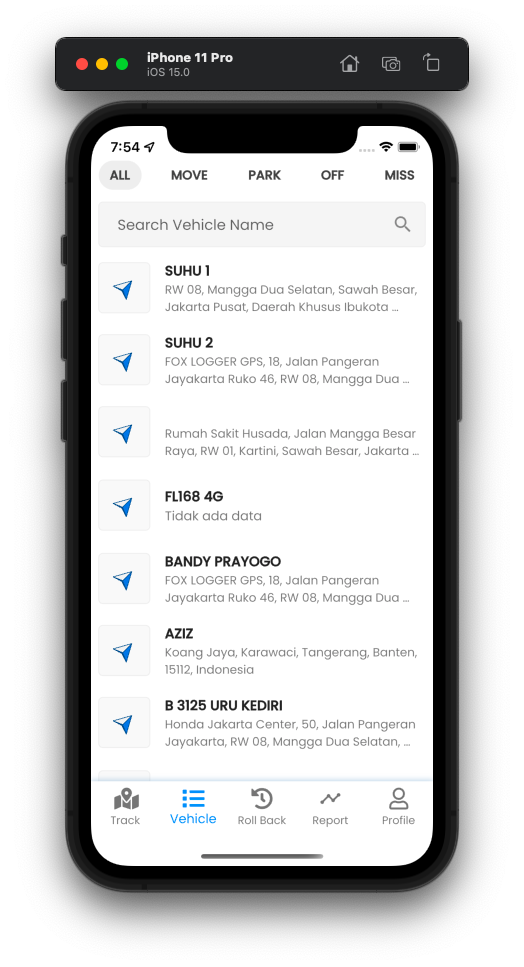 iPhone 11 Pro
iOS 15.0
7:54
ALL MOVE PARK OFF MISS
Search Vehicle Name
SUHU 1
RW 08, Mangga Dua Selatan, Sawah Besar,
Jakarta Pusat, Daerah Khusus Ibukota ...
SUHU 2
FOX LOGGER GPS, 18, Jalan Pangeran
Jayakarta Ruko 46, RW 08, Mangga Dua ...
Rumah Sakit Husada, Jalan Mangga Besar
Raya, RW 01, Kartini, Sawah Besar, Jakarta ...
FL168 4G
Tidak ada data
BANDY PRAYOGO
FOX LOGGER GPS, 18, Jalan Pangeran
Jayakarta Ruko 46, RW 08, Mangga Dua ...
AZIZ
Koang Jaya, Karawaci, Tangerang, Banten,
15112, Indonesia
B 3125 URU KEDIRI
Honda Jakarta Center, 50, Jalan Pangeran
Jayakarta, RW 08, Mangga Dua Selatan, ...
Track Vehicle Roll Back Report Profile